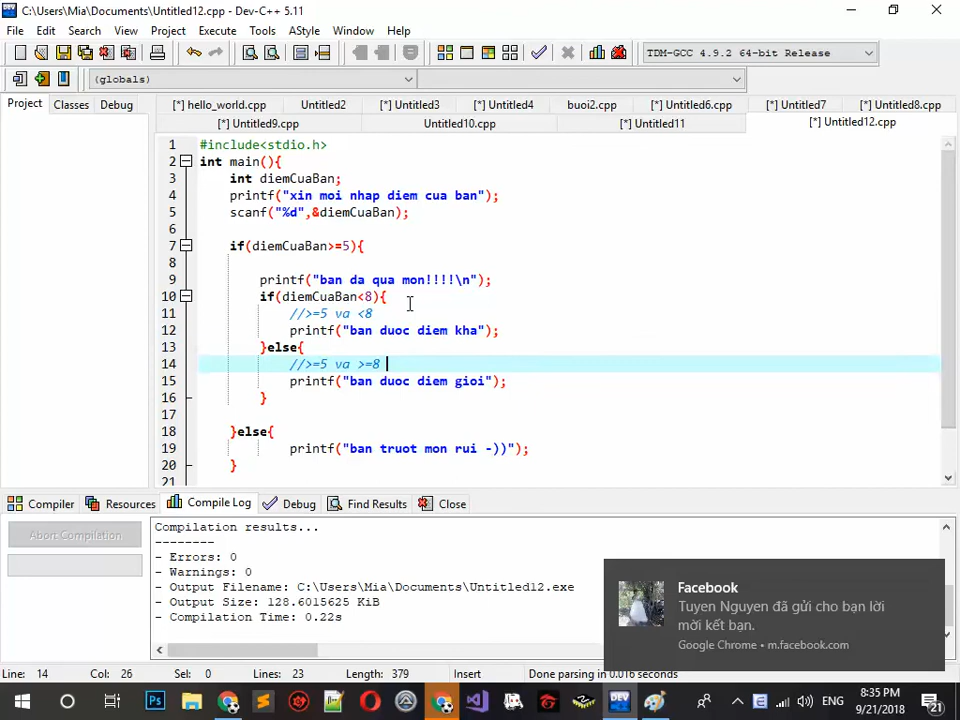 C:\Users\Mia\Documents\Untitled12.cpp - Dev-C++ 5.11
File Edit Search View Project Execute Tools AStyle Window Help
TDM-GCC 4.9.2 64-bit Release
(globals)
Project Classes Debug
[*] hello_world.cpp Untitled2 [*] Untitled3 [*] Untitled4 buoi2.cpp [*] Untitled6.cpp [*] Untitled7 [*] Untitled8.cpp
[*] Untitled9.cpp Untitled10.cpp [*] Untitled11 [*] Untitled12.cpp
1 #include<stdio.h>
2 int main(){
3 int diemCuaBan;
4 printf("xin moi nhap diem cua ban");
5 scanf("%d",&diemCuaBan);
6
7 if(diemCuaBan>=5){
8
9 printf("ban da qua mon!!!!\n");
10 if(diemCuaBan<8){
11 //>=5 va <8
12 printf("ban duoc diem kha");
13 }else{
14 //>=5 va >=8
15 printf("ban duoc diem gioi");
16 }
17
18 }else{
19 printf("ban truot mon rui -))");
20 }
21
Compiler Resources Compile Log Debug Find Results Close
Abort Compilation
Compilation results...
--------
- Errors: 0
- Warnings: 0
- Output Filename: C:\Users\Mia\Documents\Untitled12.exe
- Output Size: 128.6015625 KiB
- Compilation Time: 0.22s
Facebook
Tuyen Nguyen đã gửi cho bạn lời
mời kết bạn.
Google Chrome • m.facebook.com
Line: 14 Col: 26 Sel: 0 Lines: 23 Length: 379 Insert Done parsing in 0.016 seconds
Ps DEV ENG 8:35 PM
9/21/2018
21